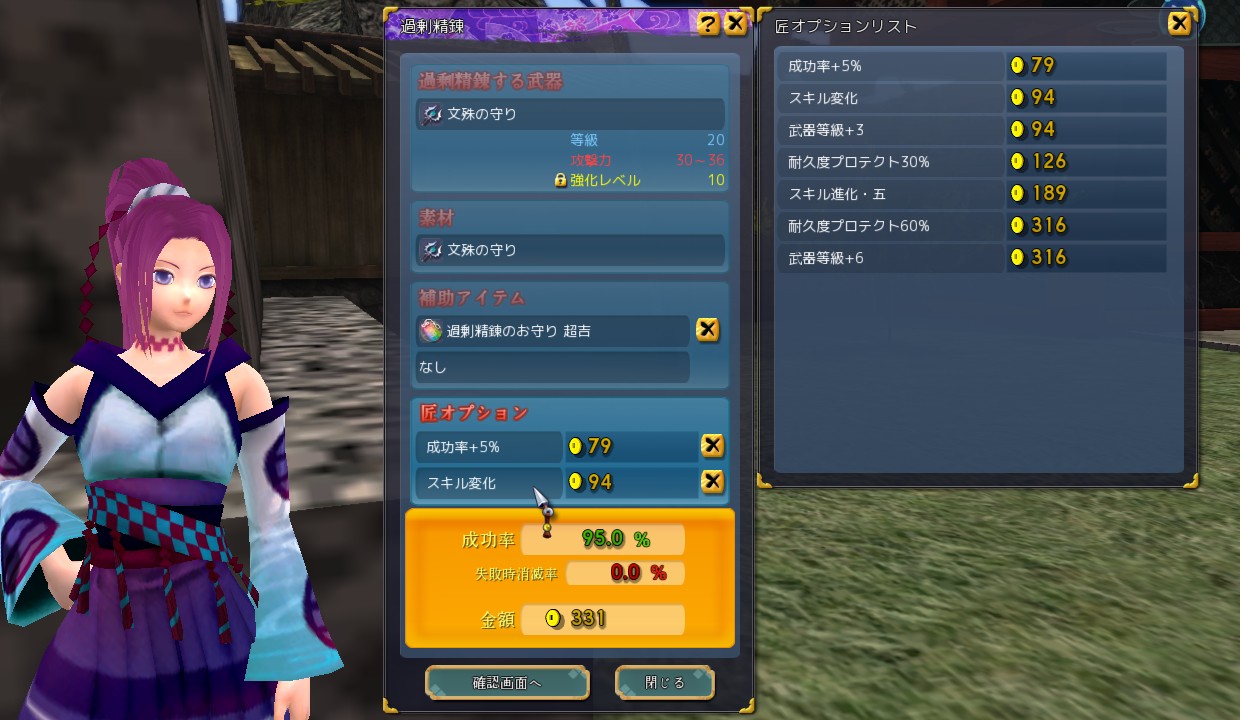 過剰精錬
?
過剰精錬する武器
文殊の守り
等級 20
攻撃力 30～36
強化レベル 10
素材
文殊の守り
補助アイテム
過剰精錬のお守り 超吉
なし
匠オプション
成功率+5% 79
スキル変化 94
成功率 95.0 %
失敗時消滅率 0.0 %
金額 331
確認画面へ
閉じる
匠オプションリスト
成功率+5% 79
スキル変化 94
武器等級+3 94
耐久度プロテクト30% 126
スキル進化・五 189
耐久度プロテクト60% 316
武器等級+6 316